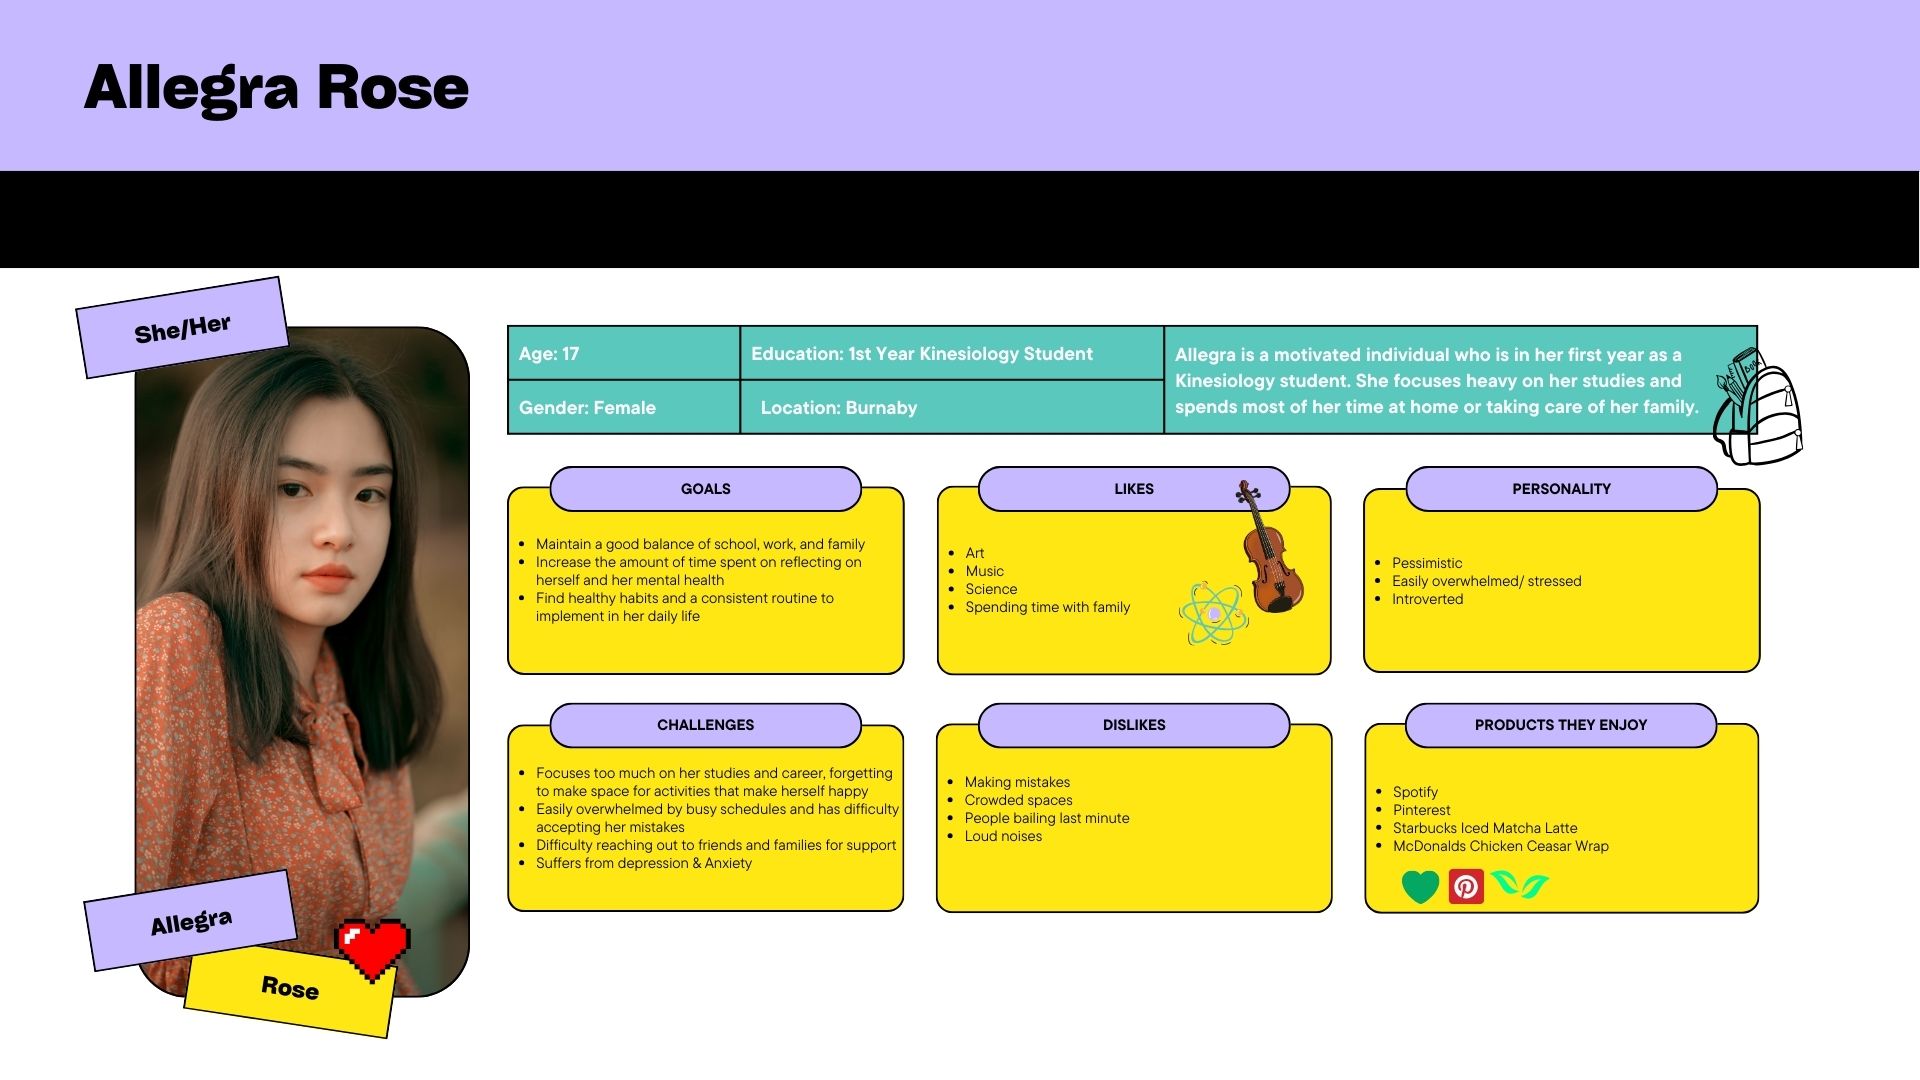 Allegra Rose
She/Her
Age: 17
Education: 1st Year Kinesiology Student
Gender: Female
Location: Burnaby
Allegra is a motivated individual who is in her first year as a
Kinesiology student. She focuses heavy on her studies and
spends most of her time at home or taking care of her family.
BOOK
GOALS
Maintain a good balance of school, work, and family
Increase the amount of time spent on reflecting on
herself and her mental health
Find healthy habits and a consistent routine to
implement in her daily life
LIKES
Art
Music
Science
Spending time with family
PERSONALITY
Pessimistic
Easily overwhelmed/ stressed
Introverted
CHALLENGES
Focuses too much on her studies and career, forgetting
to make space for activities that make herself happy
Easily overwhelmed by busy schedules and has difficulty
accepting her mistakes
Difficulty reaching out to friends and families for support
Suffers from depression & Anxiety
DISLIKES
Making mistakes
Crowded spaces
People bailing last minute
Loud noises
PRODUCTS THEY ENJOY
Spotify
Pinterest
Starbucks Iced Matcha Latte
McDonalds Chicken Ceasar Wrap
Allegra
Rose